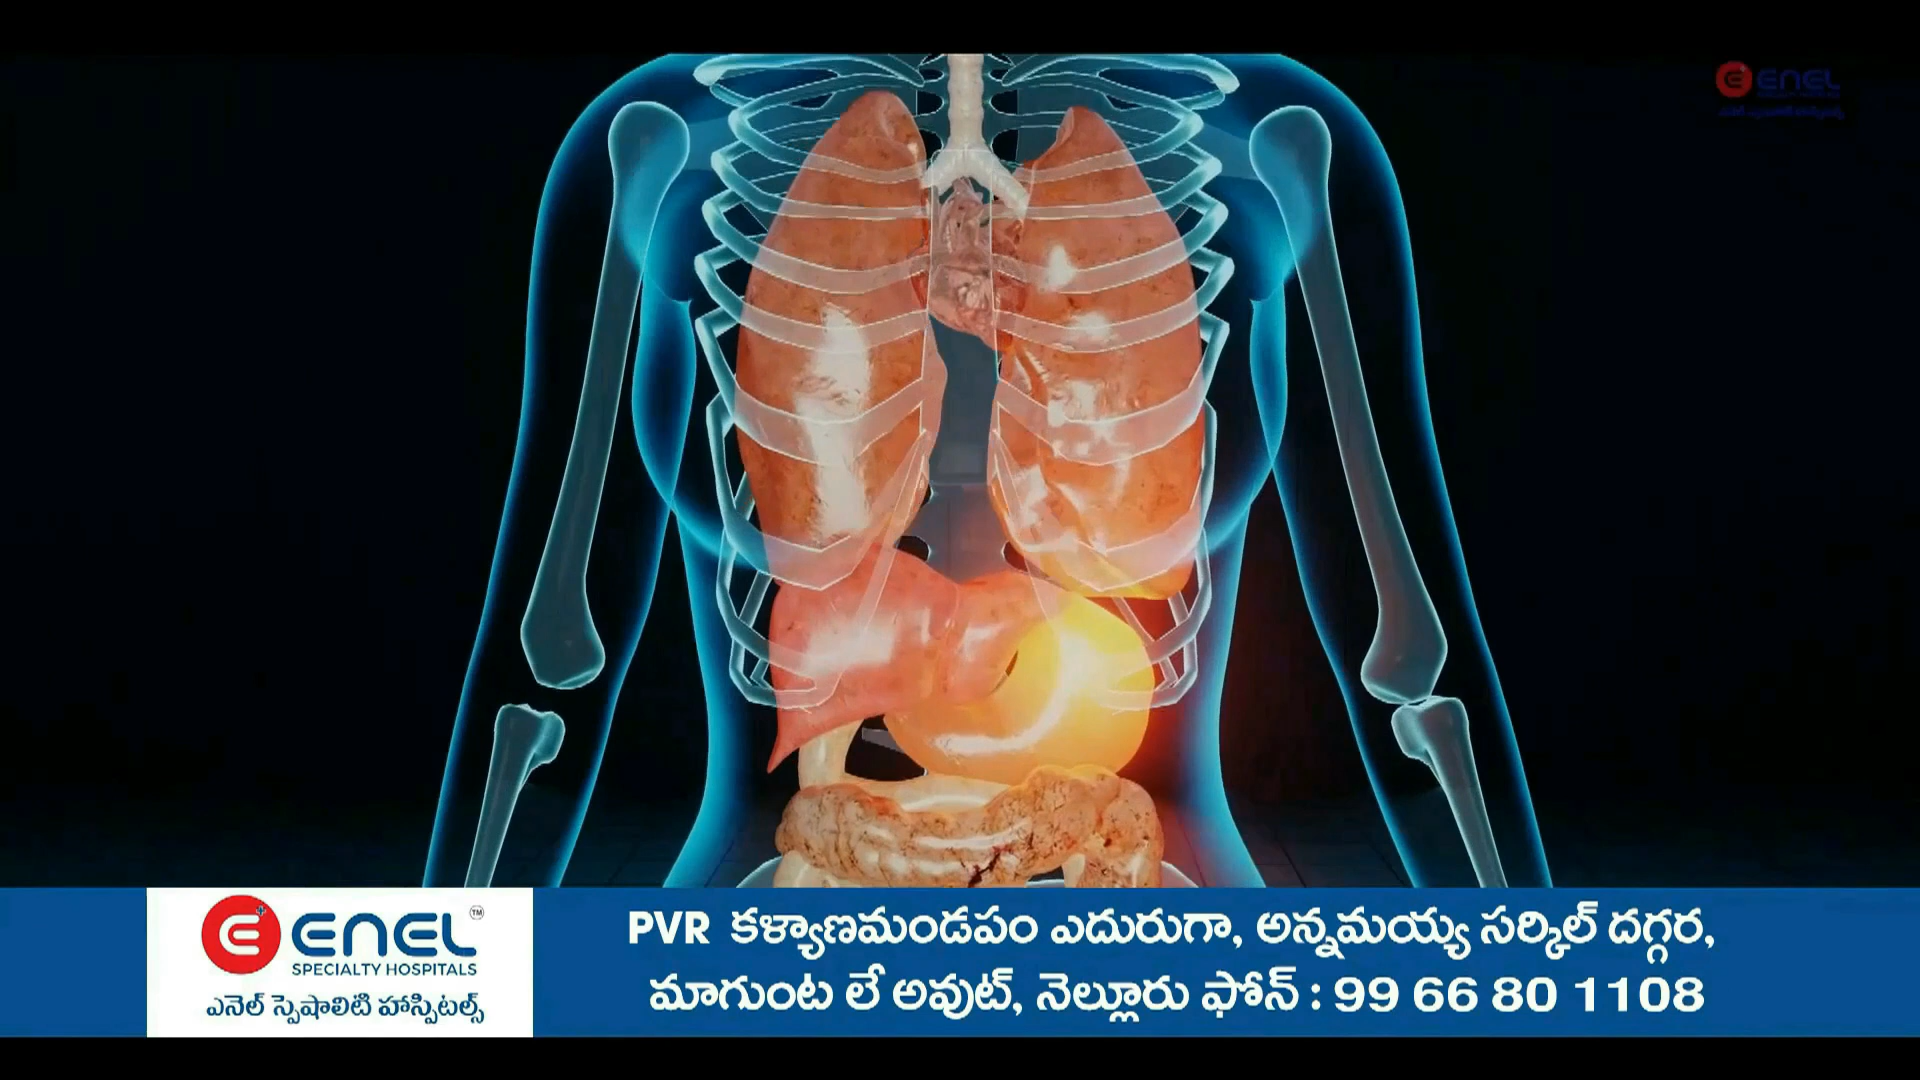 ENEL
ENEL TM
SPECIALTY HOSPITALS
ఎనెల్ స్పెషాలిటి హాస్పిటల్స్
PVR కళ్యాణమండపం ఎదురుగా, అన్నమయ్య సర్కిల్ దగ్గర,
మాగుంట లే అవుట్, నెల్లూరు ఫోన్ : 99 66 80 1108